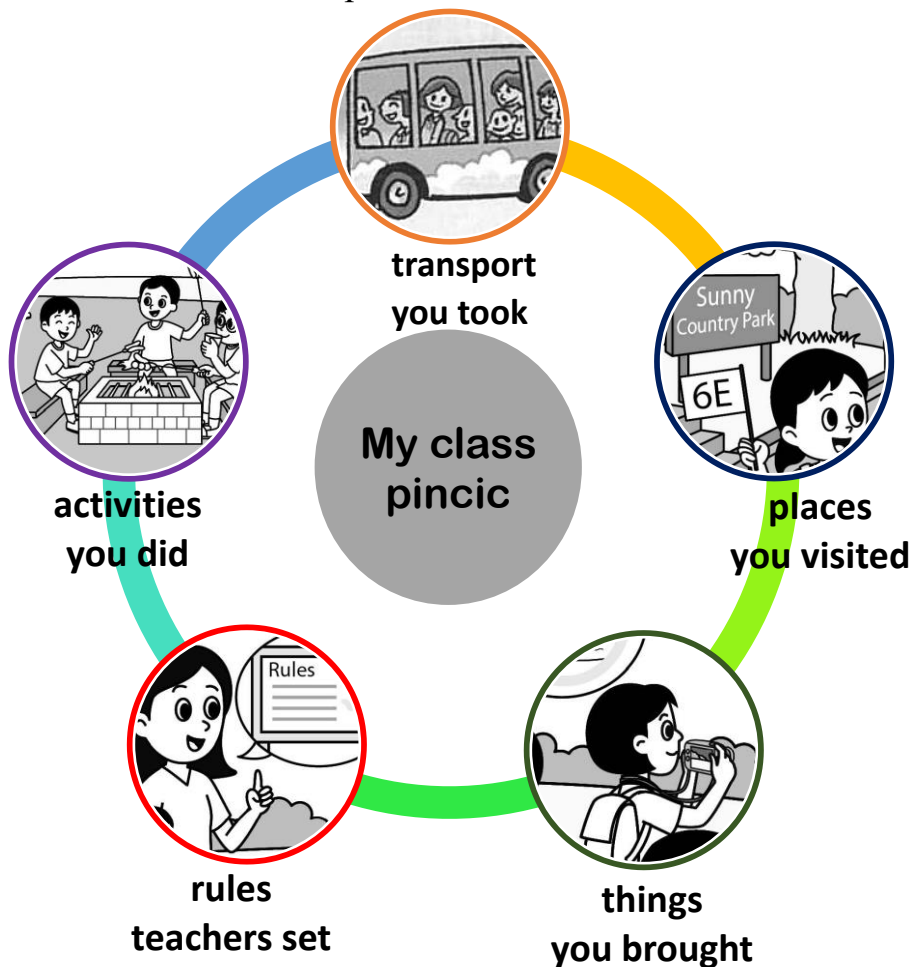 transport
you took
Sunny
Country Park
6E
places
you visited
My class
pincic
activities
you did
Rules
rules
teachers set
things
you brought